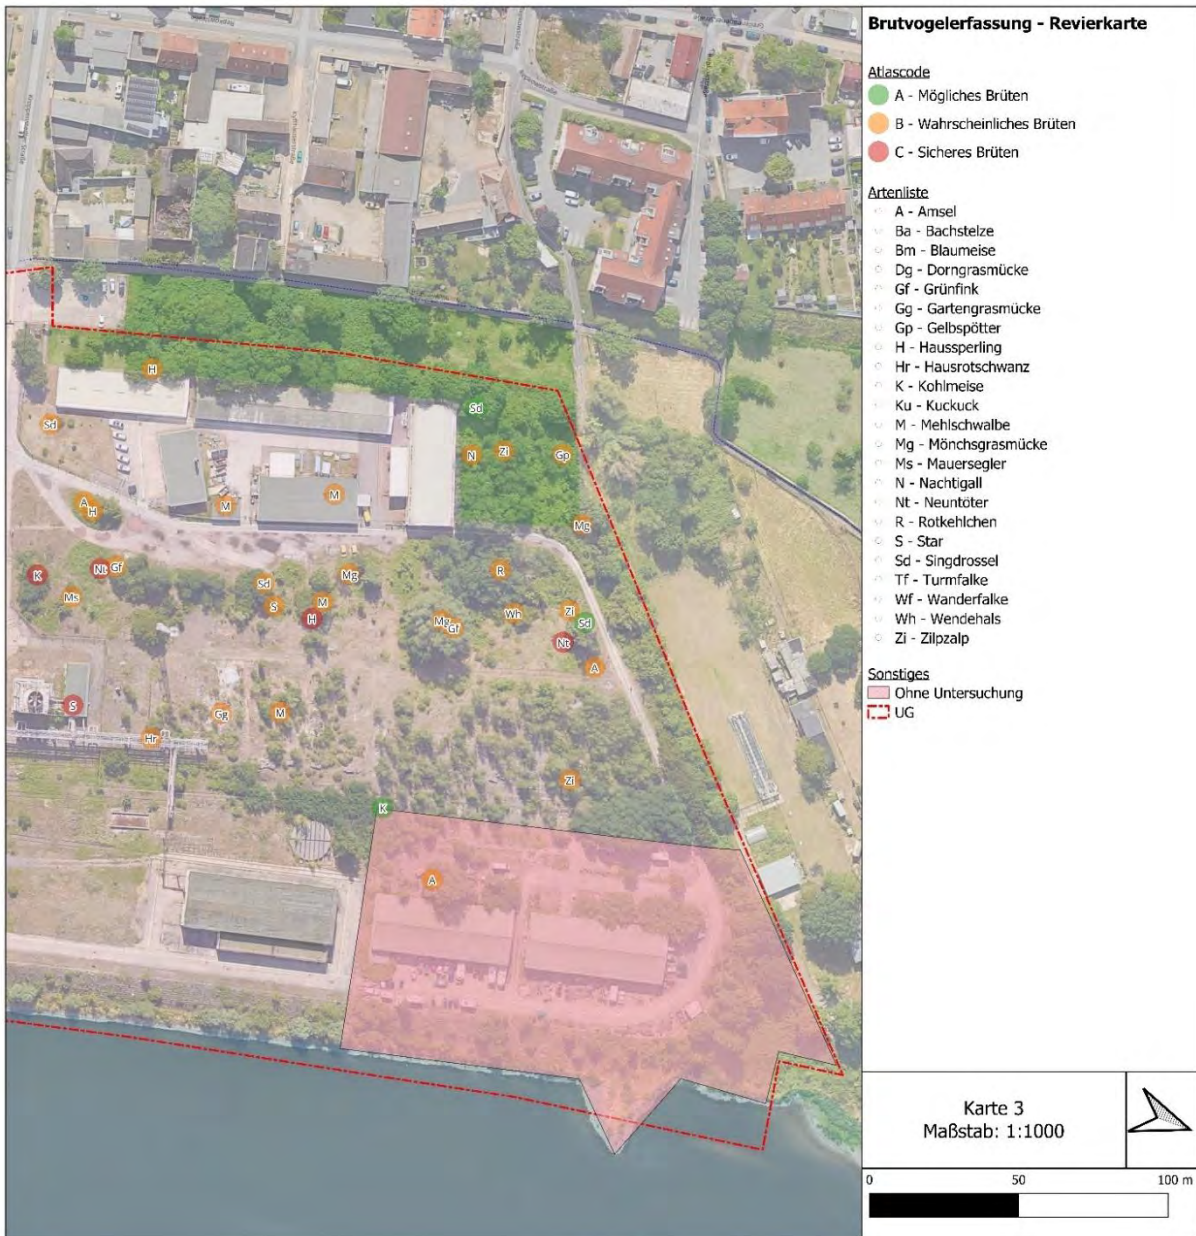 Brutvogelerfassung - Revierkarte
Atlascode
A - Mögliches Brüten
B - Wahrscheinliches Brüten
C - Sicheres Brüten
Artenliste
A - Amsel
Ba - Bachstelze
Bm - Blaumeise
Dg - Dorngrasmücke
Gf - Grünfink
Gg - Gartengrasmücke
Gp - Gelbspötter
H - Haussperling
Hr - Hausrotschwanz
K - Kohlmeise
Ku - Kuckuck
M - Mehlschwalbe
Mg - Mönchsgrasmücke
Ms - Mauersegler
N - Nachtigall
Nt - Neuntöter
R - Rotkehlchen
S - Star
Sd - Singdrossel
Tf - Turmfalke
Wf - Wanderfalke
Wh - Wendehals
Zi - Zilpzalp
Sonstiges
Ohne Untersuchung
UG
H
Sd
Sd
N
Zi
Gp
M
M
A
H
Mg
K
Nt
Gf
Ms
Sd
S
M
H
Mg
R
Mg
Gf
Wh
Zi
Sd
Nt
A
S
Gg
M
Hr
Zi
K
A
Karte 3
Maßstab: 1:1000
0 50 100 m